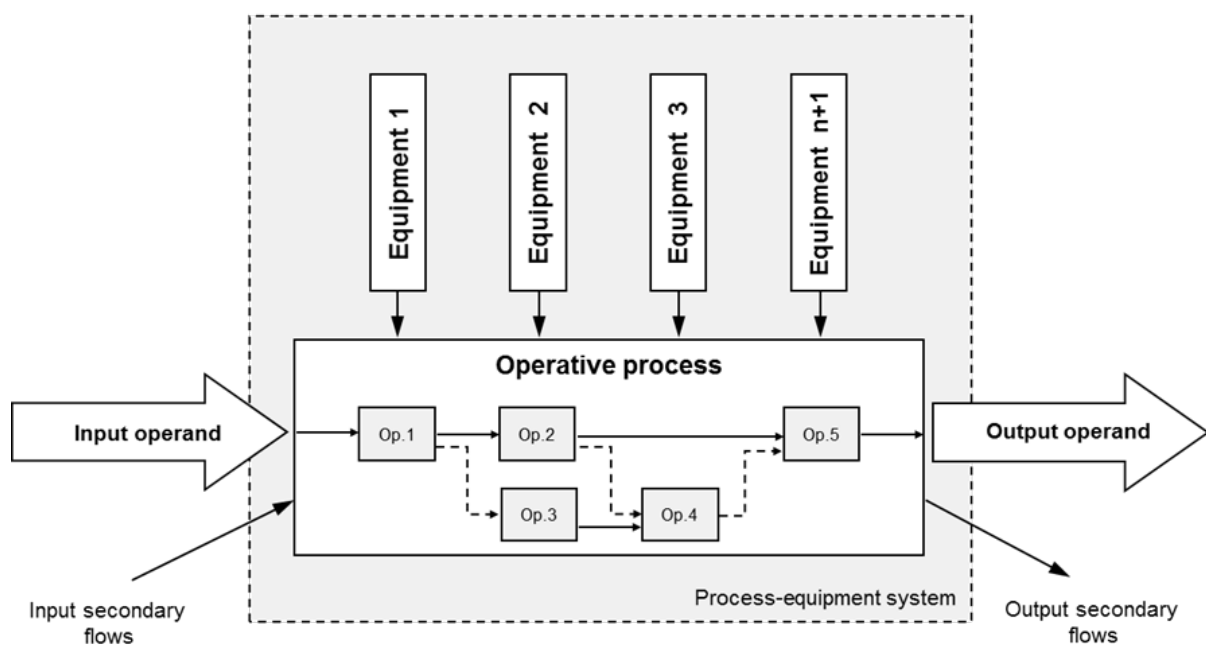 Equipment 1
Equipment 2
Equipment 3
Equipment n+1
Operative process
Input operand
Op.1
Op.2
Op.5
Output operand
Op.3
Op.4
Process-equipment system
Input secondary
flows
Output secondary
flows